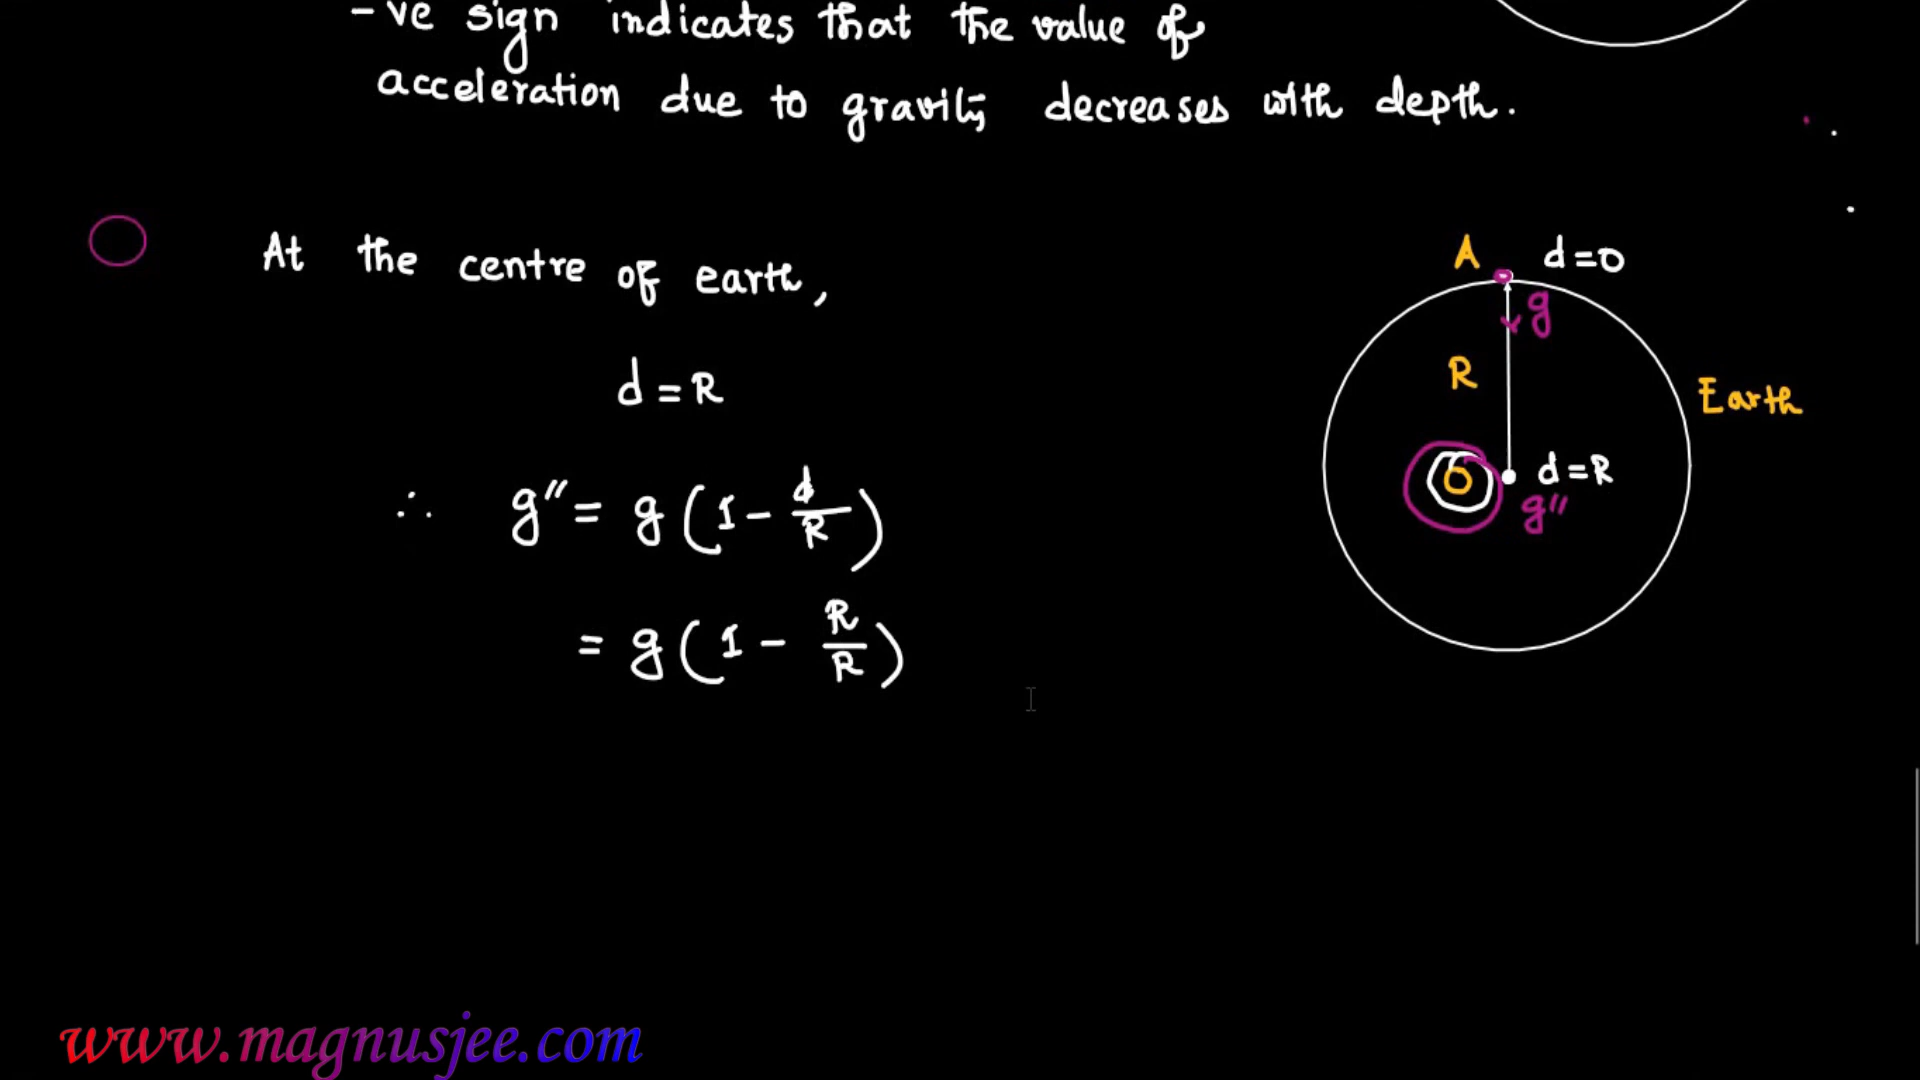 -ve sign indicates that the value of
acceleration due to gravity decreases with depth.
At the centre of earth,
d = R
∴ g" = g (1 - d/R)
= g (1 - R/R)
A d = 0
g
R
Earth
O d = R
g"
www.magnusjee.com